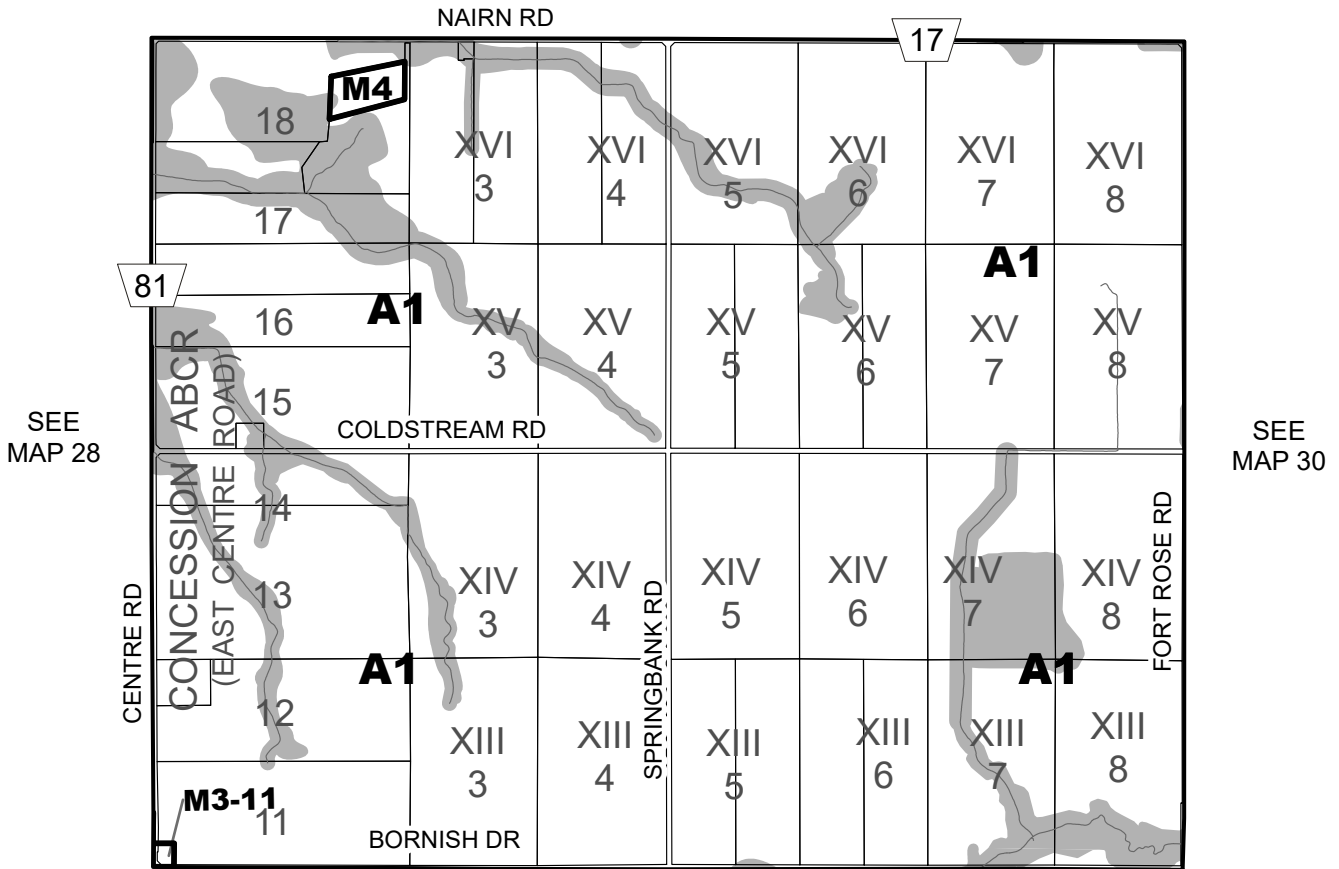 NAIRN RD
17
M4
18
XVI
3
XVI
4
XVI
5
XVI
6
XVI
7
XVI
8
17
81
A1
A1
16
XV
3
XV
4
XV
5
XV
6
XV
7
XV
8
15
COLDSTREAM RD
SEE
MAP 28
SEE
MAP 30
CONCESSION ABCR
(EAST CENTRE ROAD)
14
13
XIV
3
XIV
4
XIV
5
XIV
6
XIV
7
XIV
8
CENTRE RD
SPRINGBANK RD
FORT ROSE RD
A1
A1
12
XIII
3
XIII
4
XIII
5
XIII
6
XIII
7
XIII
8
M3-11
11
BORNISH DR